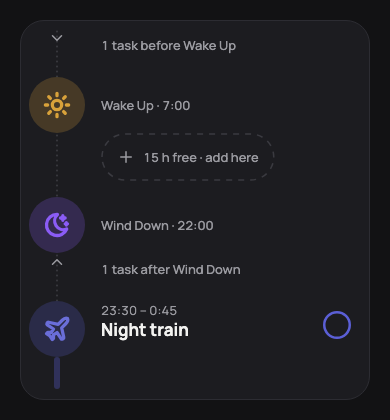 1 task before Wake Up
Wake Up · 7:00
15 h free · add here
Wind Down · 22:00
1 task after Wind Down
23:30 – 0:45
Night train